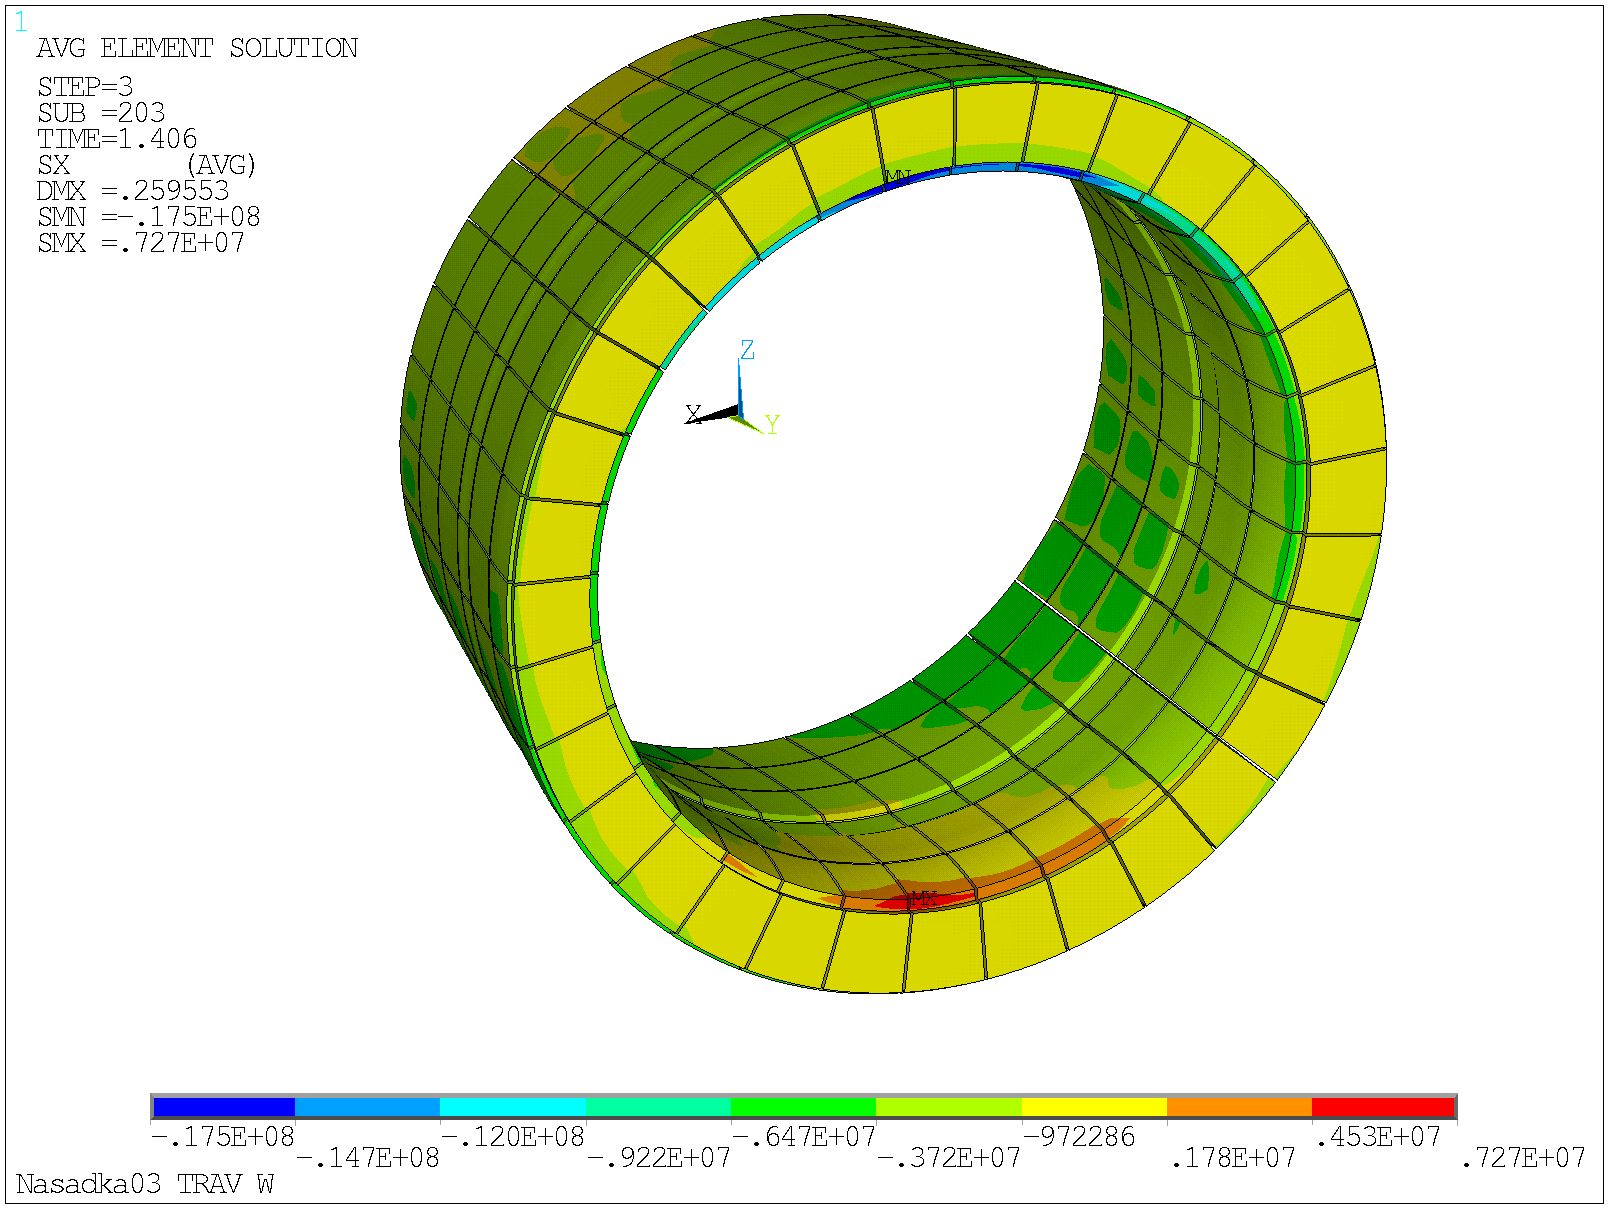 1
AVG ELEMENT SOLUTION
STEP=3
SUB =203
TIME=1.406
SX (AVG)
DMX =.259553
SMN =-.175E+08
SMX =.727E+07
MN
Z
X
Y
MX
-.175E+08 -.120E+08 -.647E+07 -972286 .453E+07
-.147E+08 -.922E+07 -.372E+07 .178E+07 .727E+07
Nasadka03 TRAV W